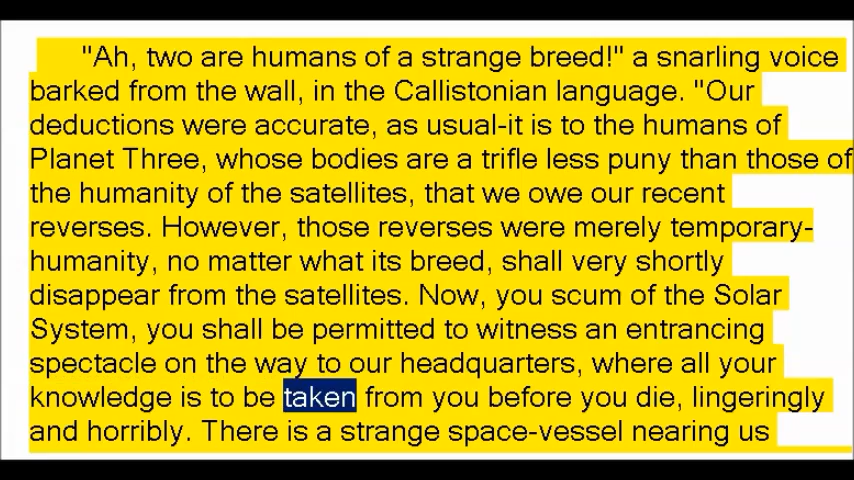 "Ah, two are humans of a strange breed!" a snarling voice
barked from the wall, in the Callistonian language. "Our
deductions were accurate, as usual-it is to the humans of
Planet Three, whose bodies are a trifle less puny than those of
the humanity of the satellites, that we owe our recent
reverses. However, those reverses were merely temporary-
humanity, no matter what its breed, shall very shortly
disappear from the satellites. Now, you scum of the Solar
System, you shall be permitted to witness an entrancing
spectacle on the way to our headquarters, where all your
knowledge is to be taken from you before you die, lingeringly
and horribly. There is a strange space-vessel nearing us